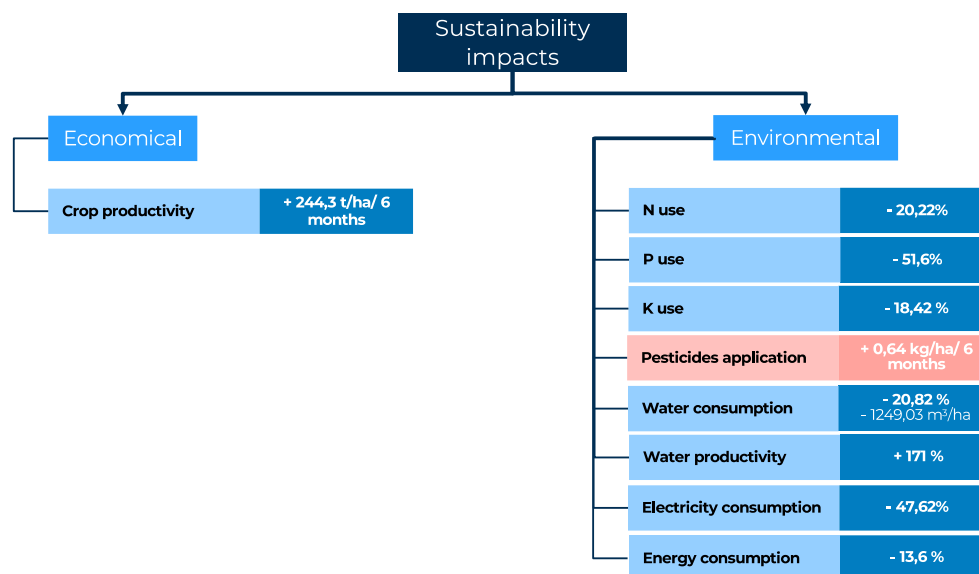 Sustainability
impacts
Economical
Crop productivity
+ 244,3 t/ha/ 6
months
Environmental
N use
- 20,22%
P use
- 51,6%
K use
- 18,42 %
Pesticides application
+ 0,64 kg/ha/ 6
months
Water consumption
- 20,82 %
- 1249,03 m³/ha
Water productivity
+ 171 %
Electricity consumption
- 47,62%
Energy consumption
- 13,6 %